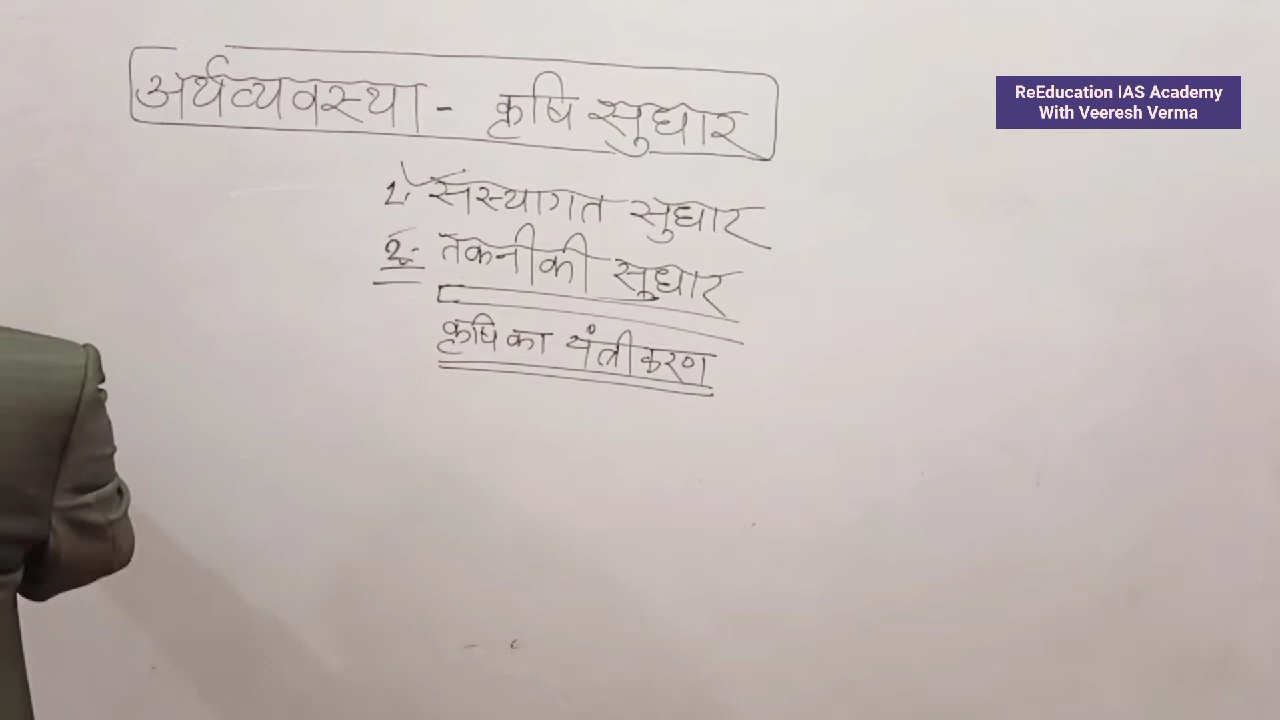 अर्थव्यवस्था - कृषि सुधार
1. संस्थागत सुधार
2. तकनीकी सुधार
कृषि का यंत्रीकरण
ReEducation IAS Academy
With Veeresh Verma